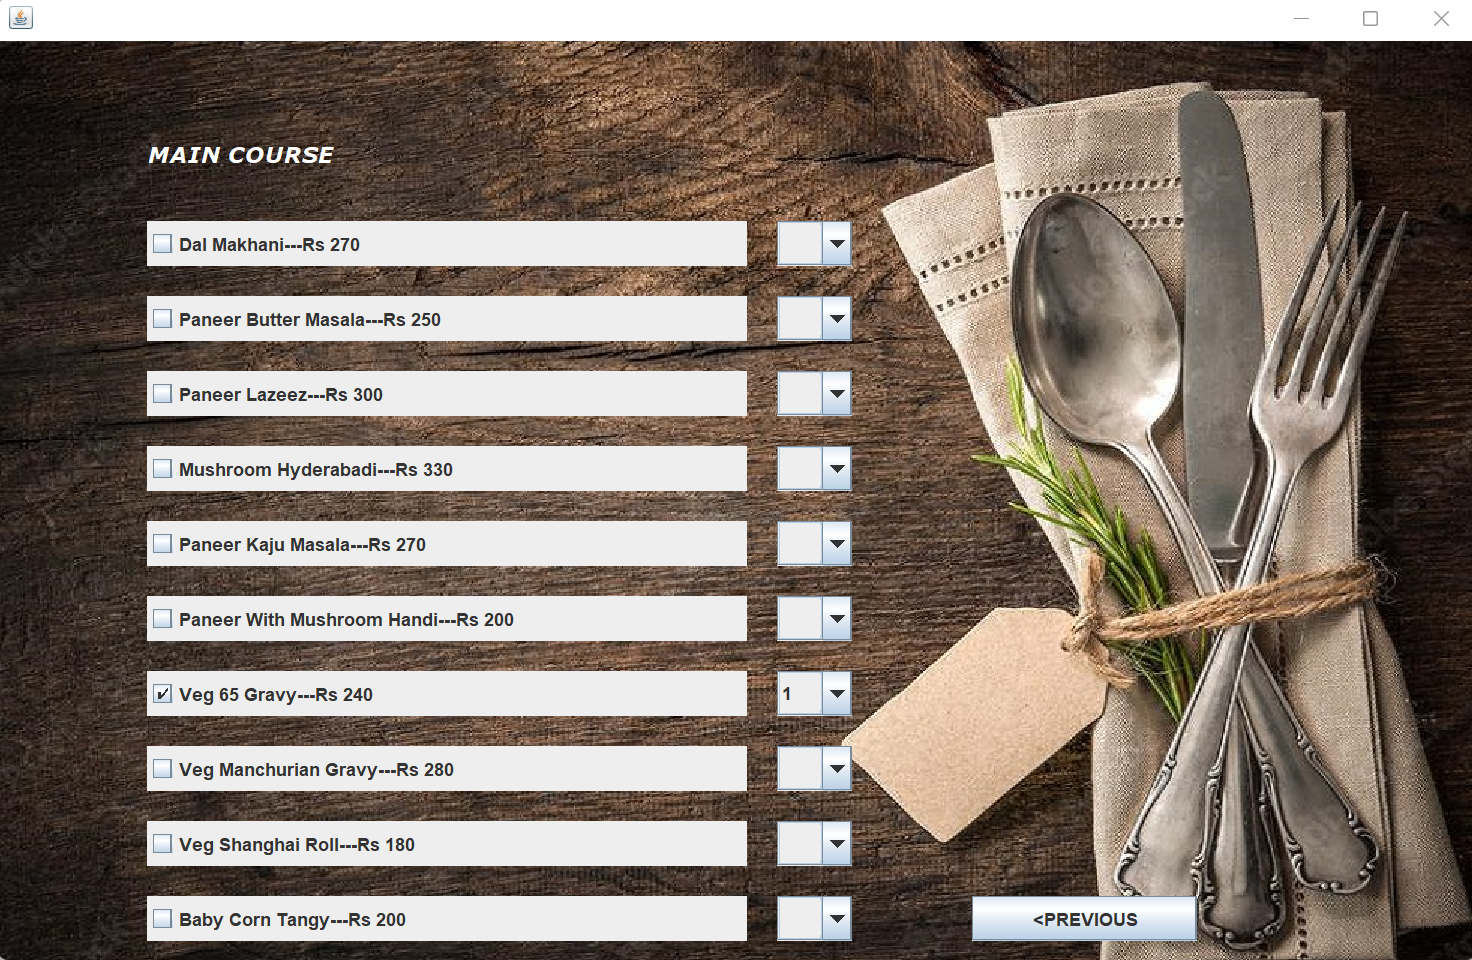 MAIN COURSE
Dal Makhani---Rs 270
Paneer Butter Masala---Rs 250
Paneer Lazeez---Rs 300
Mushroom Hyderabadi---Rs 330
Paneer Kaju Masala---Rs 270
Paneer With Mushroom Handi---Rs 200
Veg 65 Gravy---Rs 240 1
Veg Manchurian Gravy---Rs 280
Veg Shanghai Roll---Rs 180
Baby Corn Tangy---Rs 200
<PREVIOUS